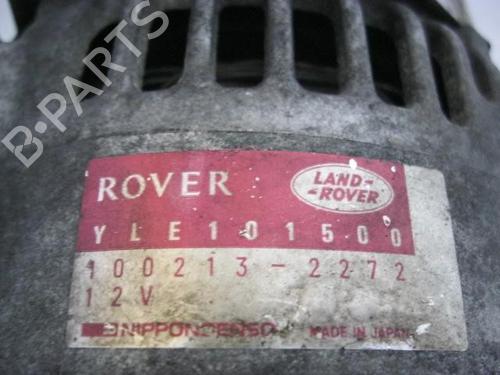 B-PARTS
ROVER
LAND-
-ROVER
YLE101500
100213-2272
12V
NIPPONDENSO
MADE IN JAPAN